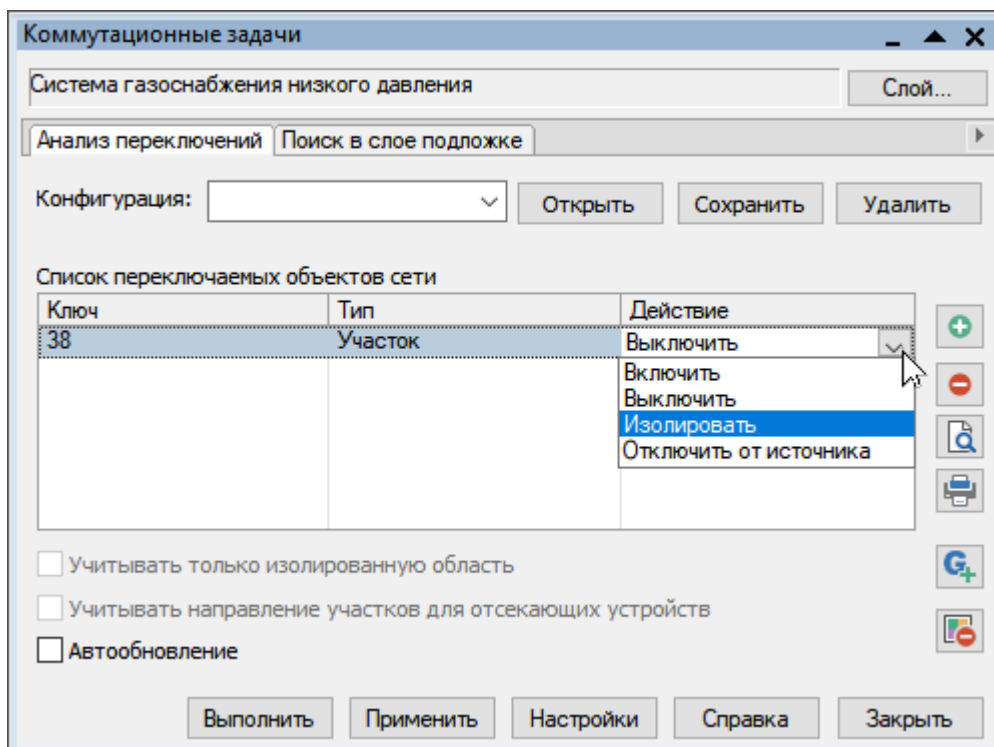 Коммутационные задачи
Система газоснабжения низкого давления
Слой...
Анализ переключений Поиск в слое подложке
Конфигурация: Открыть Сохранить Удалить
Список переключаемых объектов сети
Ключ Тип Действие
38 Участок Выключить
Включить
Выключить
Изолировать
Отключить от источника
Учитывать только изолированную область
Учитывать направление участков для отсекающих устройств
Автообновление
Выполнить Применить Настройки Справка Закрыть